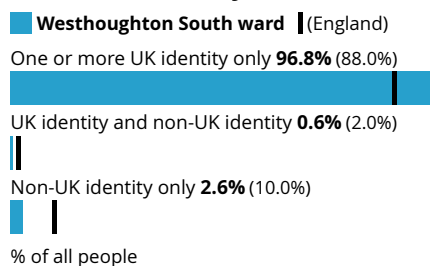 Westhoughton South ward (England)
One or more UK identity only 96.8% (88.0%)
UK identity and non-UK identity 0.6% (2.0%)
Non-UK identity only 2.6% (10.0%)
% of all people